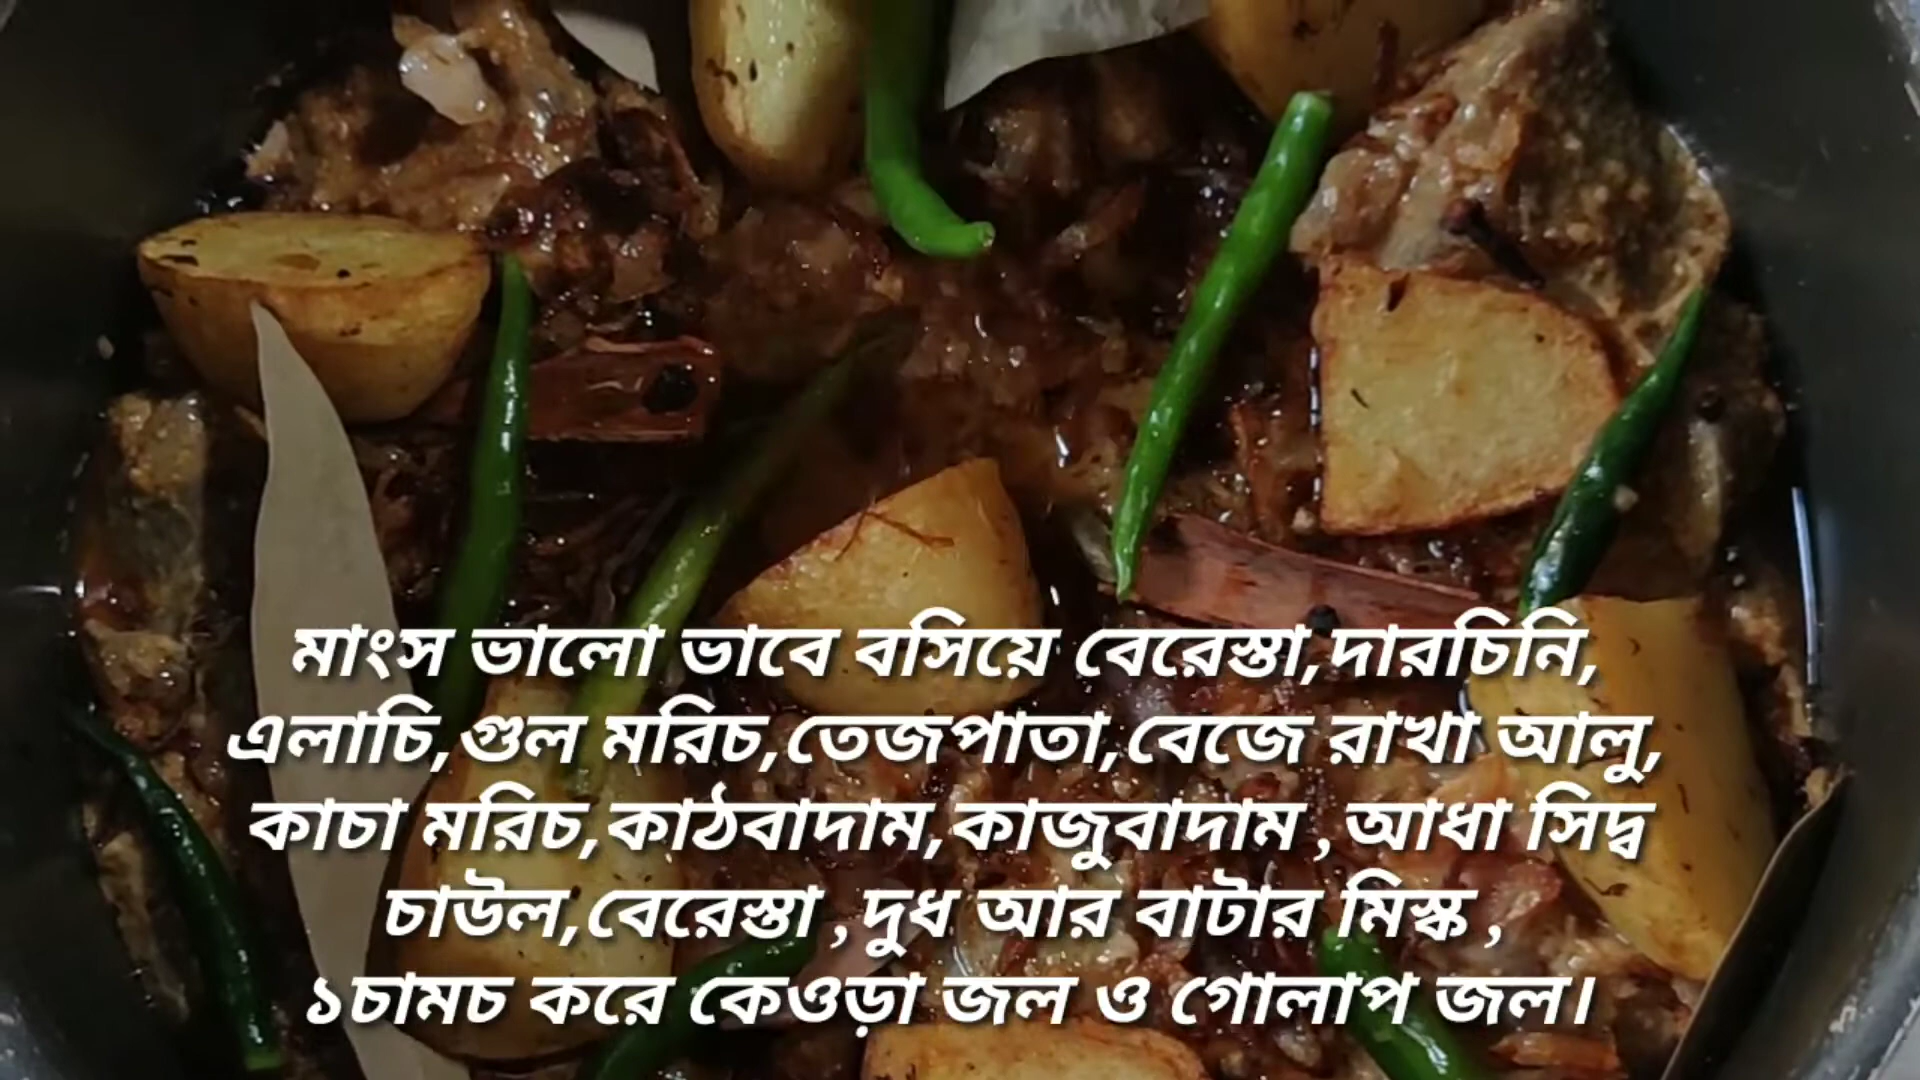 মাংস ভালো ভাবে বসিয়ে বেরেস্তা,দারচিনি,
এলাচি,গুল মরিচ,তেজপাতা,বেজে রাখা আলু,
কাচা মরিচ,কাঠবাদাম,কাজুবাদাম ,আধা সিদ্ব
চাউল,বেরেস্তা ,দুধ আর বাটার মিস্ক ,
১চামচ করে কেওড়া জল ও গোলাপ জল।